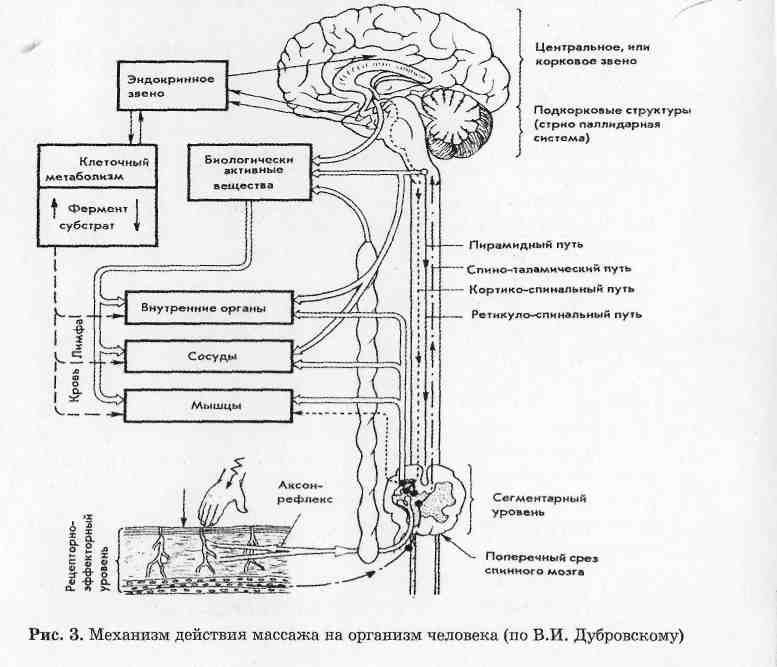 Центральное, или
корковое звено
Эндокринное
звено
Подкорковые структуры
(стрио паллидарная
система)
Клеточный
метаболизм
Фермент
субстрат
Биологически
активные
вещества
Пирамидный путь
Спино-таламический путь
Кортико-спинальный путь
Ретикуло-спинальный путь
Внутренние органы
Сосуды
Мышцы
Кровь
Лимфа
Аксон-
рефлекс
Сегментарный
уровень
Рецепторно-
эффекторный
уровень
Поперечный срез
спинного мозга
Рис. 3. Механизм действия массажа на организм человека (по В.И. Дубровскому)